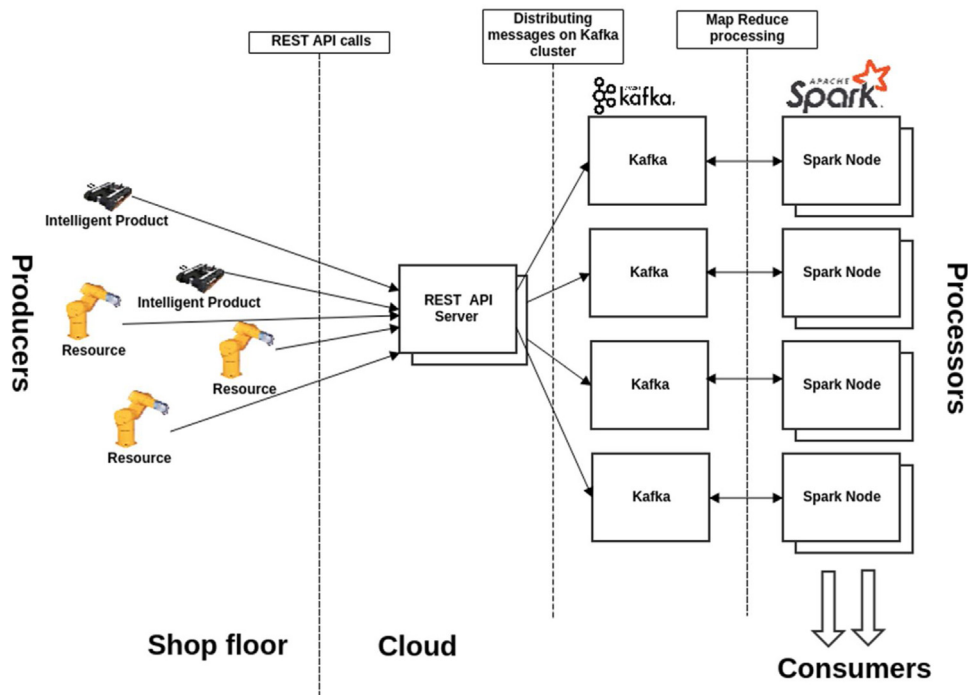 REST API calls
Distributing
messages on Kafka
cluster
Map Reduce
processing
kafka
APACHE
Spark
Intelligent Product
Intelligent Product
Resource
Resource
Resource
Producers
REST API
Server
Kafka
Spark Node
Kafka
Spark Node
Kafka
Spark Node
Kafka
Spark Node
Processors
Shop floor
Cloud
Consumers